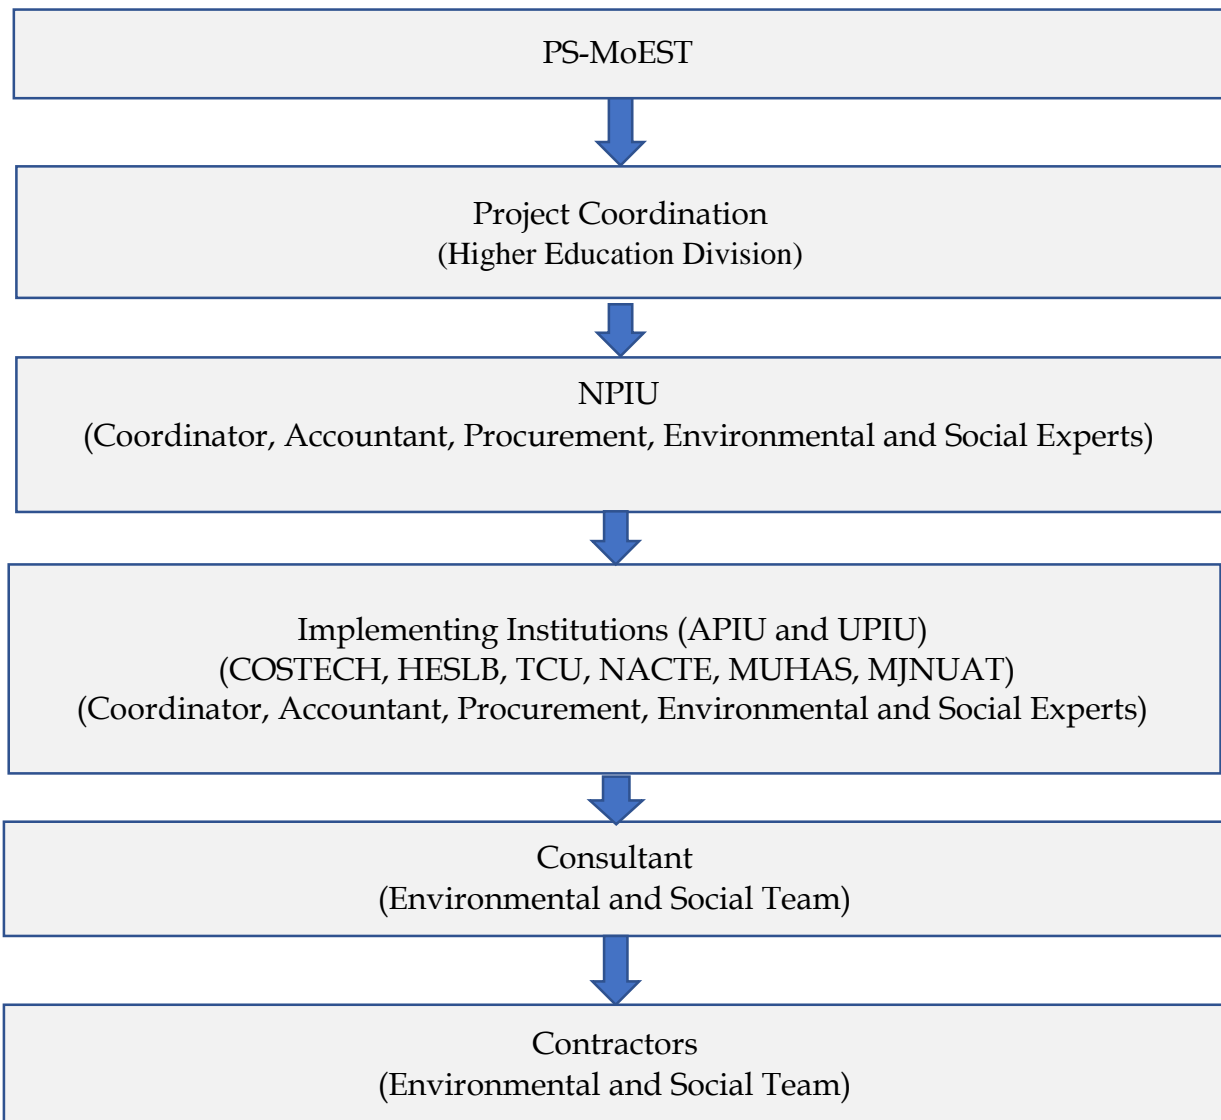 PS-MoEST
Project Coordination
(Higher Education Division)
NPIU
(Coordinator, Accountant, Procurement, Environmental and Social Experts)
Implementing Institutions (APIU and UPIU)
(COSTECH, HESLB, TCU, NACTE, MUHAS, MJNUAT)
(Coordinator, Accountant, Procurement, Environmental and Social Experts)
Consultant
(Environmental and Social Team)
Contractors
(Environmental and Social Team)